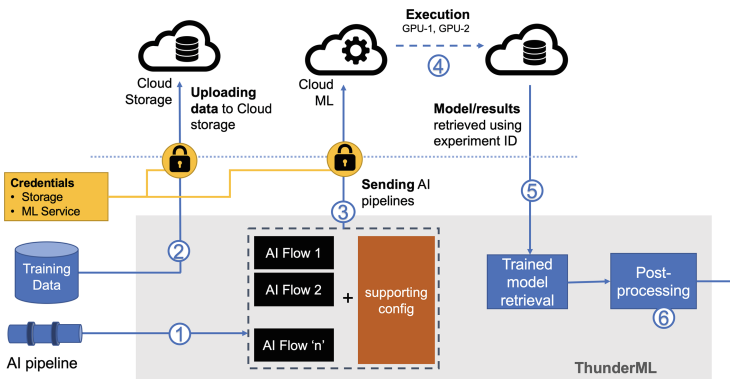 Execution
GPU-1, GPU-2
4
Cloud
Storage
Uploading
data to Cloud
storage
Cloud
ML
Model/results
retrieved using
experiment ID
Credentials
• Storage
• ML Service
Sending AI
pipelines
5
3
2
Training
Data
AI Flow 1
AI Flow 2
AI Flow 'n'
+
supporting
config
Trained
model
retrieval
Post-
processing
6
1
AI pipeline
ThunderML